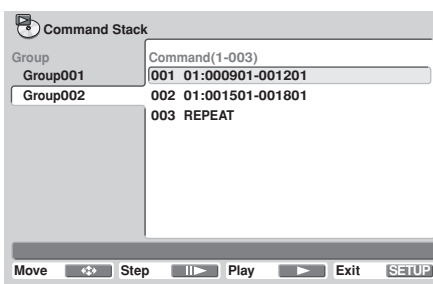 Command Stack
Group
Group001
Group002
Command(1-003)
001 01:000901-001201
002 01:001501-001801
003 REPEAT
Move Step Play Exit SETUP